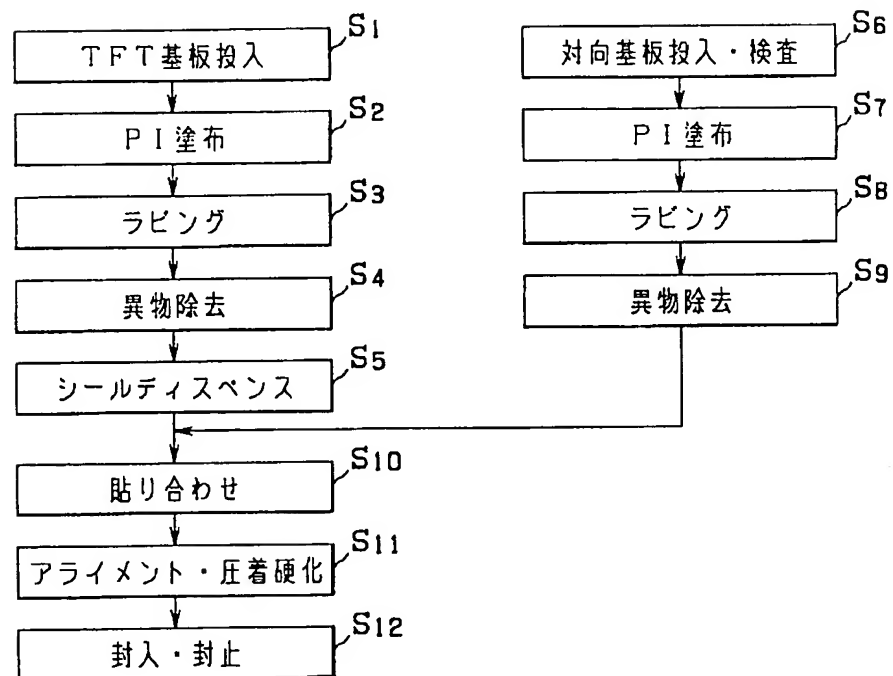 TFT基板投入
S1
PI塗布
S2
ラビング
S3
異物除去
S4
シールディスペンス
S5
対向基板投入・検査
S6
PI塗布
S7
ラビング
S8
異物除去
S9
貼り合わせ
S10
アライメント・圧着硬化
S11
封入・封止
S12